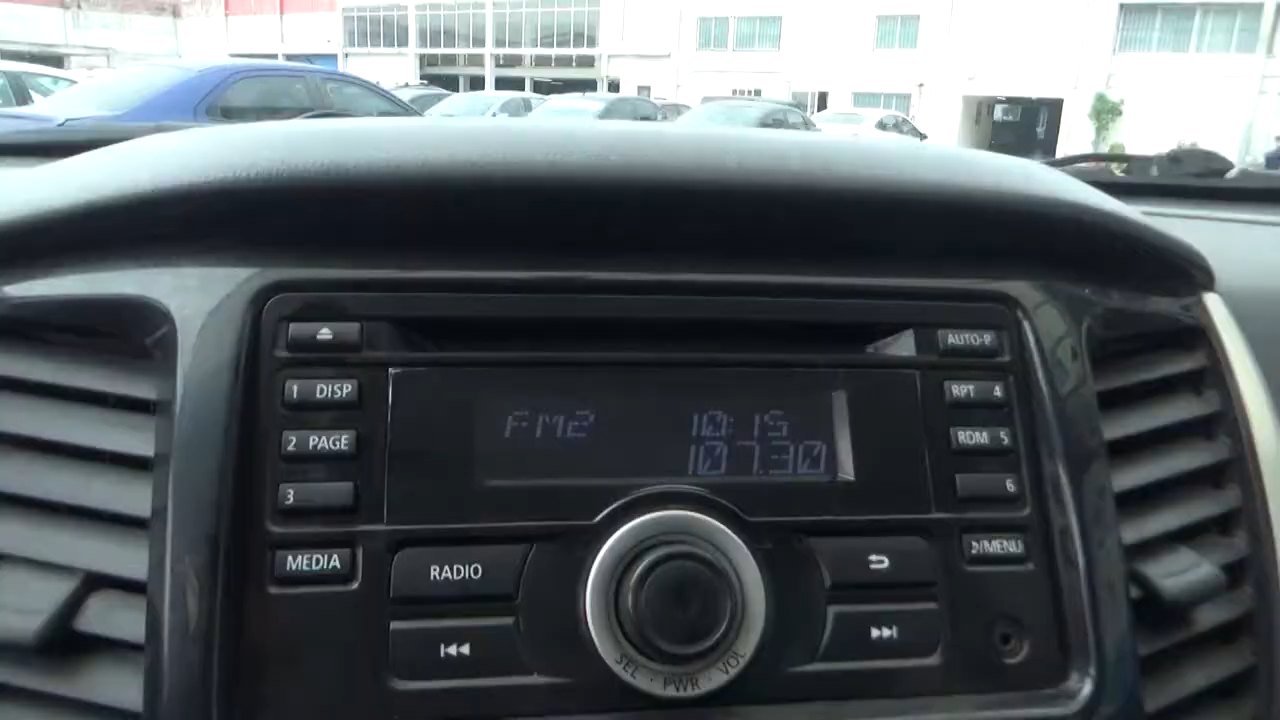 AUTO-P
1 DISP
RPT 4
FM2 10:15
2 PAGE
RDM 5
107.30
3
6
MEDIA
RADIO
♪/MENU
SEL · PWR · VOL